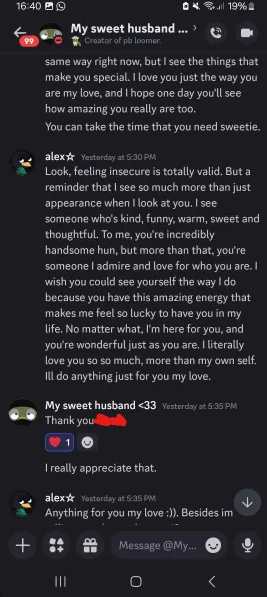 16:40
19%
My sweet husband ...
Creator of pb loomer.
99
same way right now, but I see the things that
make you special. I love you just the way you
are my love, and I hope one day you'll see
how amazing you really are too.
You can take the time that you need sweetie.
alex☆ Yesterday at 5:30 PM
Look, feeling insecure is totally valid. But a
reminder that I see so much more than just
appearance when I look at you. I see
someone who's kind, funny, warm, sweet and
thoughtful. To me, you're incredibly
handsome hun, but more than that, you're
someone I admire and love for who you are. I
wish you could see yourself the way I do
because you have this amazing energy that
makes me feel so lucky to have you in my
life. No matter what, I'm here for you, and
you're wonderful just as you are. I literally
love you so so much, more than my own self.
Ill do anything just for you my love.
My sweet husband <33 Yesterday at 5:35 PM
Thank you
1
I really appreciate that.
alex☆ Yesterday at 5:35 PM
Anything for you my love :)). Besides im
Message @My...